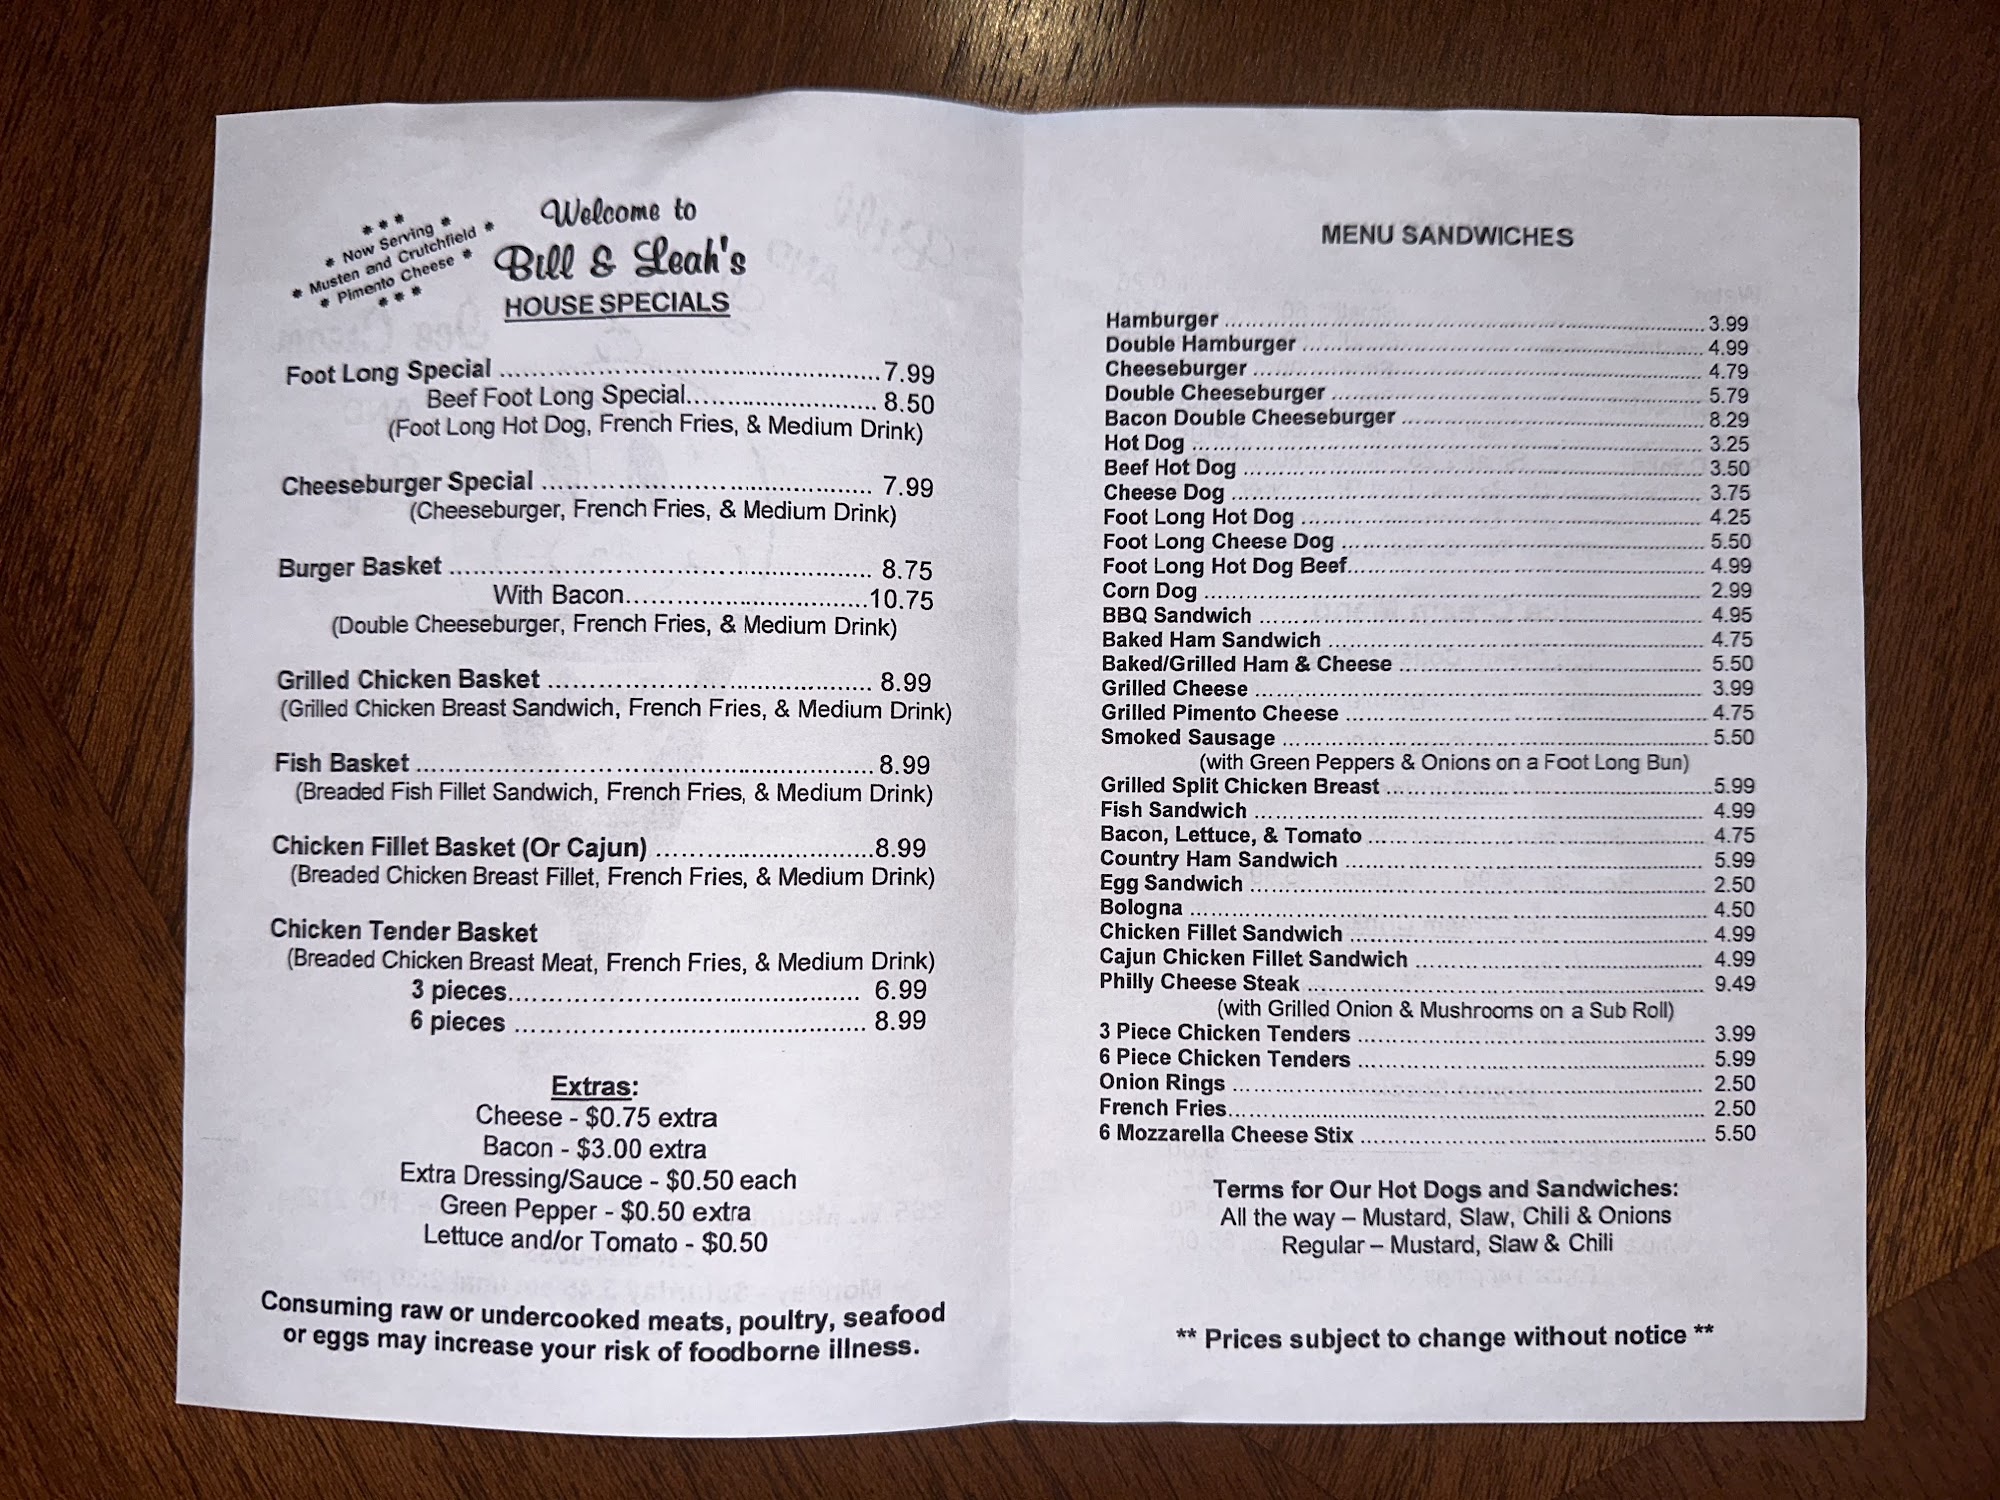 * * *
* Now Serving *
* Musten and Crutchfield *
* Pimento Cheese *
* * *
Welcome to
Bill & Leah's
HOUSE SPECIALS
Foot Long Special ........ 7.99
Beef Foot Long Special........ 8.50
(Foot Long Hot Dog, French Fries, & Medium Drink)
Cheeseburger Special ........ 7.99
(Cheeseburger, French Fries, & Medium Drink)
Burger Basket ........ 8.75
With Bacon........10.75
(Double Cheeseburger, French Fries, & Medium Drink)
Grilled Chicken Basket ........ 8.99
(Grilled Chicken Breast Sandwich, French Fries, & Medium Drink)
Fish Basket ........ 8.99
(Breaded Fish Fillet Sandwich, French Fries, & Medium Drink)
Chicken Fillet Basket (Or Cajun) ........8.99
(Breaded Chicken Breast Fillet, French Fries, & Medium Drink)
Chicken Tender Basket
(Breaded Chicken Breast Meat, French Fries, & Medium Drink)
3 pieces........ 6.99
6 pieces ........ 8.99
Extras:
Cheese - $0.75 extra
Bacon - $3.00 extra
Extra Dressing/Sauce - $0.50 each
Green Pepper - $0.50 extra
Lettuce and/or Tomato - $0.50
Consuming raw or undercooked meats, poultry, seafood
or eggs may increase your risk of foodborne illness.
MENU SANDWICHES
Hamburger ........ 3.99
Double Hamburger ........ 4.99
Cheeseburger ........ 4.79
Double Cheeseburger ........ 5.79
Bacon Double Cheeseburger ........ 8.29
Hot Dog ........ 3.25
Beef Hot Dog ........ 3.50
Cheese Dog ........ 3.75
Foot Long Hot Dog ........ 4.25
Foot Long Cheese Dog ........ 5.50
Foot Long Hot Dog Beef........ 4.99
Corn Dog ........ 2.99
BBQ Sandwich ........ 4.95
Baked Ham Sandwich ........ 4.75
Baked/Grilled Ham & Cheese ........ 5.50
Grilled Cheese ........ 3.99
Grilled Pimento Cheese ........ 4.75
Smoked Sausage ........ 5.50
(with Green Peppers & Onions on a Foot Long Bun)
Grilled Split Chicken Breast ........ 5.99
Fish Sandwich ........ 4.99
Bacon, Lettuce, & Tomato ........ 4.75
Country Ham Sandwich ........ 5.99
Egg Sandwich ........ 2.50
Bologna ........ 4.50
Chicken Fillet Sandwich ........ 4.99
Cajun Chicken Fillet Sandwich ........ 4.99
Philly Cheese Steak ........ 9.49
(with Grilled Onion & Mushrooms on a Sub Roll)
3 Piece Chicken Tenders ........ 3.99
6 Piece Chicken Tenders ........ 5.99
Onion Rings ........ 2.50
French Fries........ 2.50
6 Mozzarella Cheese Stix ........ 5.50
Terms for Our Hot Dogs and Sandwiches:
All the way – Mustard, Slaw, Chili & Onions
Regular – Mustard, Slaw & Chili
** Prices subject to change without notice **